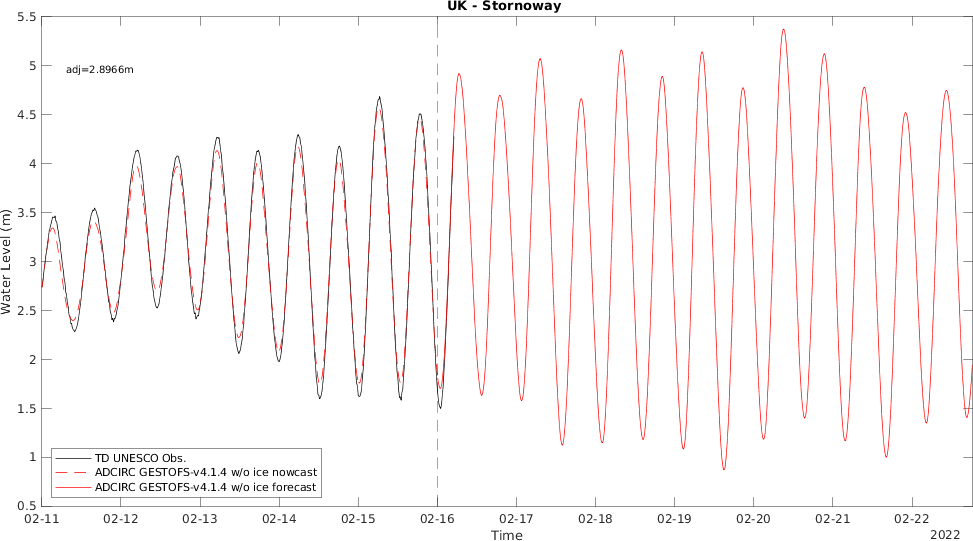 UK - Stornoway
5.5
5
4.5
4
3.5
3
2.5
2
1.5
1
0.5
Water Level (m)
adj=2.8966m
TD UNESCO Obs.
ADCIRC GESTOFS-v4.1.4 w/o ice nowcast
ADCIRC GESTOFS-v4.1.4 w/o ice forecast
02-11 02-12 02-13 02-14 02-15 02-16 02-17 02-18 02-19 02-20 02-21 02-22
Time
2022